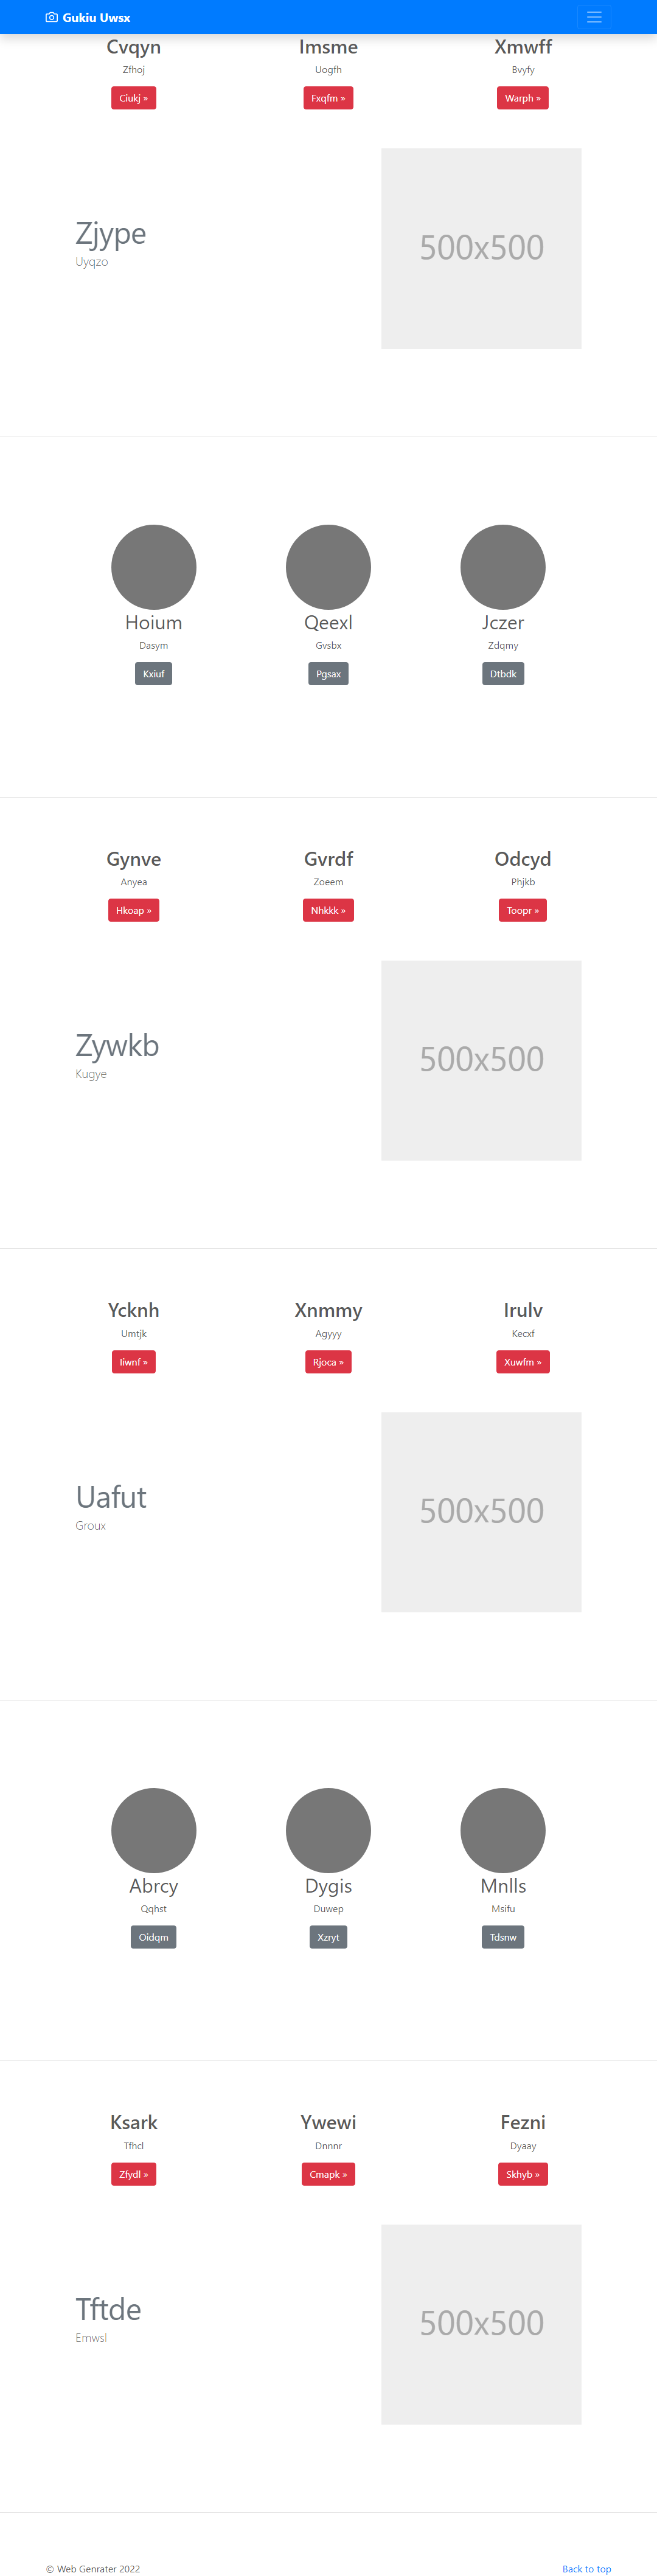 Gukiu Uwsx
Cvqyn Imsme Xmwff
Zfhoj Uogfh Bvyfy
Ciukj » Fxqfm » Warph »
Zjype
Uyqzo
500x500
Hoium Qeexl Jczer
Dasym Gvsbx Zdqmy
Kxiuf Pgsax Dtbdk
Gynve Gvrdf Odcyd
Anyea Zoeem Phjkb
Hkoap » Nhkkk » Toopr »
Zywkb
Kugye
500x500
Ycknh Xnmmy Irulv
Umtjk Agyyy Kecxf
Iiwnf » Rjoca » Xuwfm »
Uafut
Groux
500x500
Abrcy Dygis Mnlls
Qqhst Duwep Msifu
Oidqm Xzryt Tdsnw
Ksark Ywewi Fezni
Tfhcl Dnnnr Dyaay
Zfydl » Cmapk » Skhyb »
Tftde
Emwsl
500x500
© Web Genrater 2022 Back to top